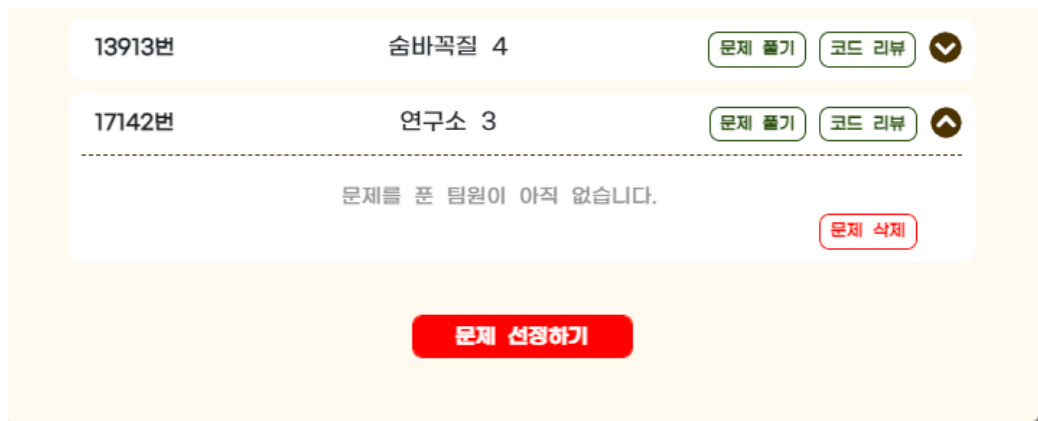 13913번 숨바꼭질 4 문제 풀기 코드 리뷰
17142번 연구소 3 문제 풀기 코드 리뷰
문제를 푼 팀원이 아직 없습니다.
문제 삭제
문제 선정하기